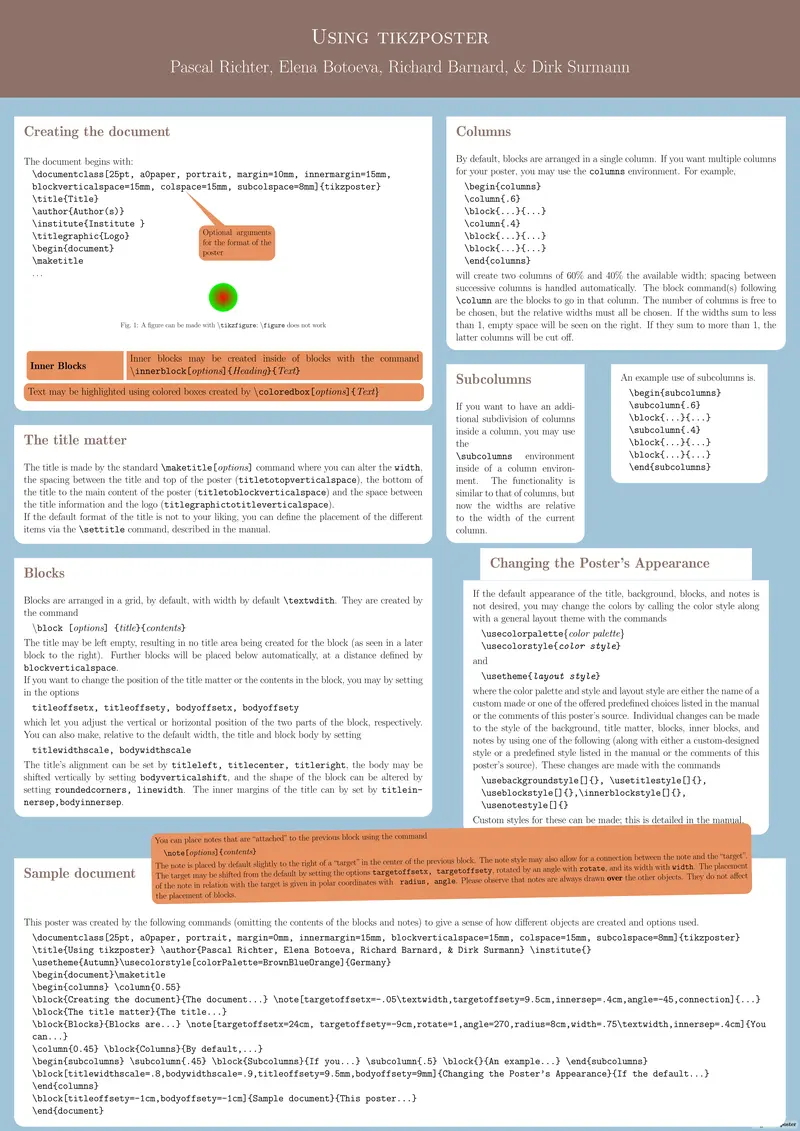 Using tikzposter
Pascal Richter, Elena Botoeva, Richard Barnard, & Dirk Surmann
Creating the document
The document begins with:
\documentclass[25pt, a0paper, portrait, margin=10mm, innermargin=15mm,
blockverticalspace=15mm, colspace=15mm, subcolspace=8mm]{tikzposter}
\title{Title}
\author{Author(s)}
\institute{Institute }
\titlegraphic{Logo}
\begin{document}
\maketitle
...
Optional arguments
for the format of the
poster
Fig. 1: A figure can be made with \tikzfigure; \figure does not work
Inner Blocks
Inner blocks may be created inside of blocks with the command
\innerblock[options]{Heading}{Text}
Text may be highlighted using colored boxes created by \coloredbox[options]{Text}
The title matter
The title is made by the standard \maketitle[options] command where you can alter the width,
the spacing between the title and top of the poster (titletotopverticalspace), the bottom of
the title to the main content of the poster (titletoblockverticalspace) and the space between
the title information and the logo (titlegraphictotitleverticalspace).
If the default format of the title is not to your liking, you can define the placement of the different
items via the \settitle command, described in the manual.
Blocks
Blocks are arranged in a grid, by default, with width by default \textwdith. They are created by
the command
\block [options] {title}{contents}
The title may be left empty, resulting in no title area being created for the block (as seen in a later
block to the right). Further blocks will be placed below automatically, at a distance defined by
blockverticalspace.
If you want to change the position of the title matter or the contents in the block, you may by setting
in the options
titleoffsetx, titleoffsety, bodyoffsetx, bodyoffsety
which let you adjust the vertical or horizontal position of the two parts of the block, respectively.
You can also make, relative to the default width, the title and block body by setting
titlewidthscale, bodywidthscale
The title's alignment can be set by titleleft, titlecenter, titleright, the body may be
shifted vertically by setting bodyverticalshift, and the shape of the block can be altered by
setting roundedcorners, linewidth. The inner margins of the title can by set by titlein-
nersep,bodyinnersep.
Columns
By default, blocks are arranged in a single column. If you want multiple columns
for your poster, you may use the columns environment. For example,
\begin{columns}
\column{.6}
\block{...}{...}
\column{.4}
\block{...}{...}
\block{...}{...}
\end{columns}
will create two columns of 60% and 40% the available width; spacing between
successive columns is handled automatically. The block command(s) following
\column are the blocks to go in that column. The number of columns is free to
be chosen, but the relative widths must all be chosen. If the widths sum to less
than 1, empty space will be seen on the right. If they sum to more than 1, the
latter columns will be cut off.
Subcolumns
If you want to have an addi-
tional subdivision of columns
inside a column, you may use
the
\subcolumns environment
inside of a column environ-
ment. The functionality is
similar to that of columns, but
now the widths are relative
to the width of the current
column.
An example use of subcolumns is.
\begin{subcolumns}
\subcolumn{.6}
\block{...}{...}
\subcolumn{.4}
\block{...}{...}
\block{...}{...}
\end{subcolumns}
Changing the Poster's Appearance
If the default appearance of the title, background, blocks, and notes is
not desired, you may change the colors by calling the color style along
with a general layout theme with the commands
\usecolorpalette{color palette}
\usecolorstyle{color style}
and
\usetheme{layout style}
where the color palette and style and layout style are either the name of a
custom made or one of the offered predefined choices listed in the manual
or the comments of this poster's source. Individual changes can be made
to the style of the background, title matter, blocks, inner blocks, and
notes by using one of the following (along with either a custom-designed
style or a predefined style listed in the manual or the comments of this
poster's source). These changes are made with the commands
\usebackgroundstyle[]{}, \usetitlestyle[]{},
\useblockstyle[]{},\innerblockstyle[]{},
\usenotestyle[]{}
Custom styles for these can be made; this is detailed in the manual.
You can place notes that are "attached" to the previous block using the command
\note[options]{contents}
The note is placed by default slightly to the right of a "target" in the center of the previous block. The note style may also allow for a connection between the note and the "target".
The target may be shifted from the default by setting the options targetoffsetx, targetoffsety, rotated by an angle with rotate, and its width with width. The placement
of the note in relation with the target is given in polar coordinates with radius, angle. Please observe that notes are always drawn over the other objects. They do not affect
the placement of blocks.
Sample document
This poster was created by the following commands (omitting the contents of the blocks and notes) to give a sense of how different objects are created and options used.
\documentclass[25pt, a0paper, portrait, margin=0mm, innermargin=15mm, blockverticalspace=15mm, colspace=15mm, subcolspace=8mm]{tikzposter}
\title{Using tikzposter} \author{Pascal Richter, Elena Botoeva, Richard Barnard, & Dirk Surmann} \institute{}
\usetheme{Autumn}\usecolorstyle[colorPalette=BrownBlueOrange]{Germany}
\begin{document}\maketitle
\begin{columns} \column{0.55}
\block{Creating the document}{The document...} \note[targetoffsetx=-.05\textwidth,targetoffsety=9.5cm,innersep=.4cm,angle=-45,connection]{...}
\block{The title matter}{The title...}
\block{Blocks}{Blocks are...} \note[targetoffsetx=24cm, targetoffsety=-9cm,rotate=1,angle=270,radius=8cm,width=.75\textwidth,innersep=.4cm]{You
can...}
\column{0.45} \block{Columns}{By default,...}
\begin{subcolumns} \subcolumn{.45} \block{Subcolumns}{If you...} \subcolumn{.5} \block{}{An example...} \end{subcolumns}
\block[titlewidthscale=.8,bodywidthscale=.9,titleoffsety=9.5mm,bodyoffset=9mm]{Changing the Poster's Appearance}{If the default...}
\end{columns}
\block[titleoffset=-1cm,bodyoffset=-1cm]{Sample document}{This poster...}
\end{document}